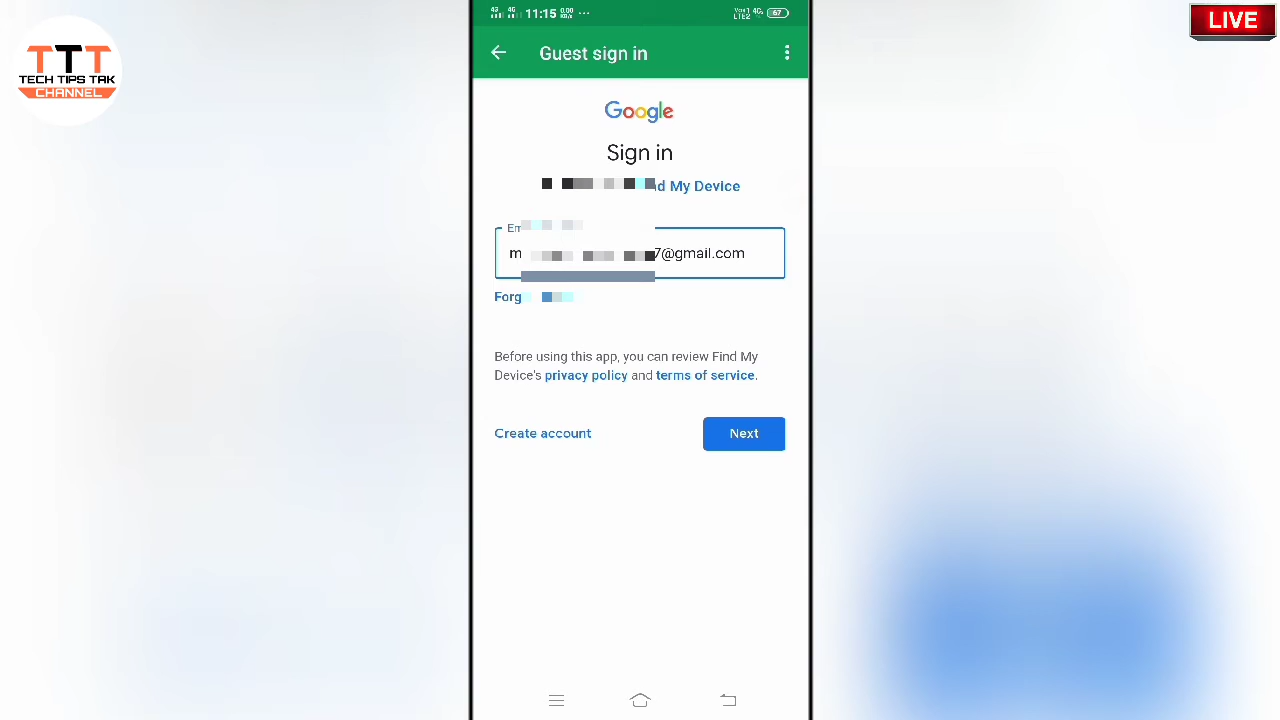 LIVE
TTT
TECH TIPS TAK
CHANNEL
11:15
67
Guest sign in
Google
Sign in
My Device
7@gmail.com
Before using this app, you can review Find My
Device's privacy policy and terms of service.
Create account
Next